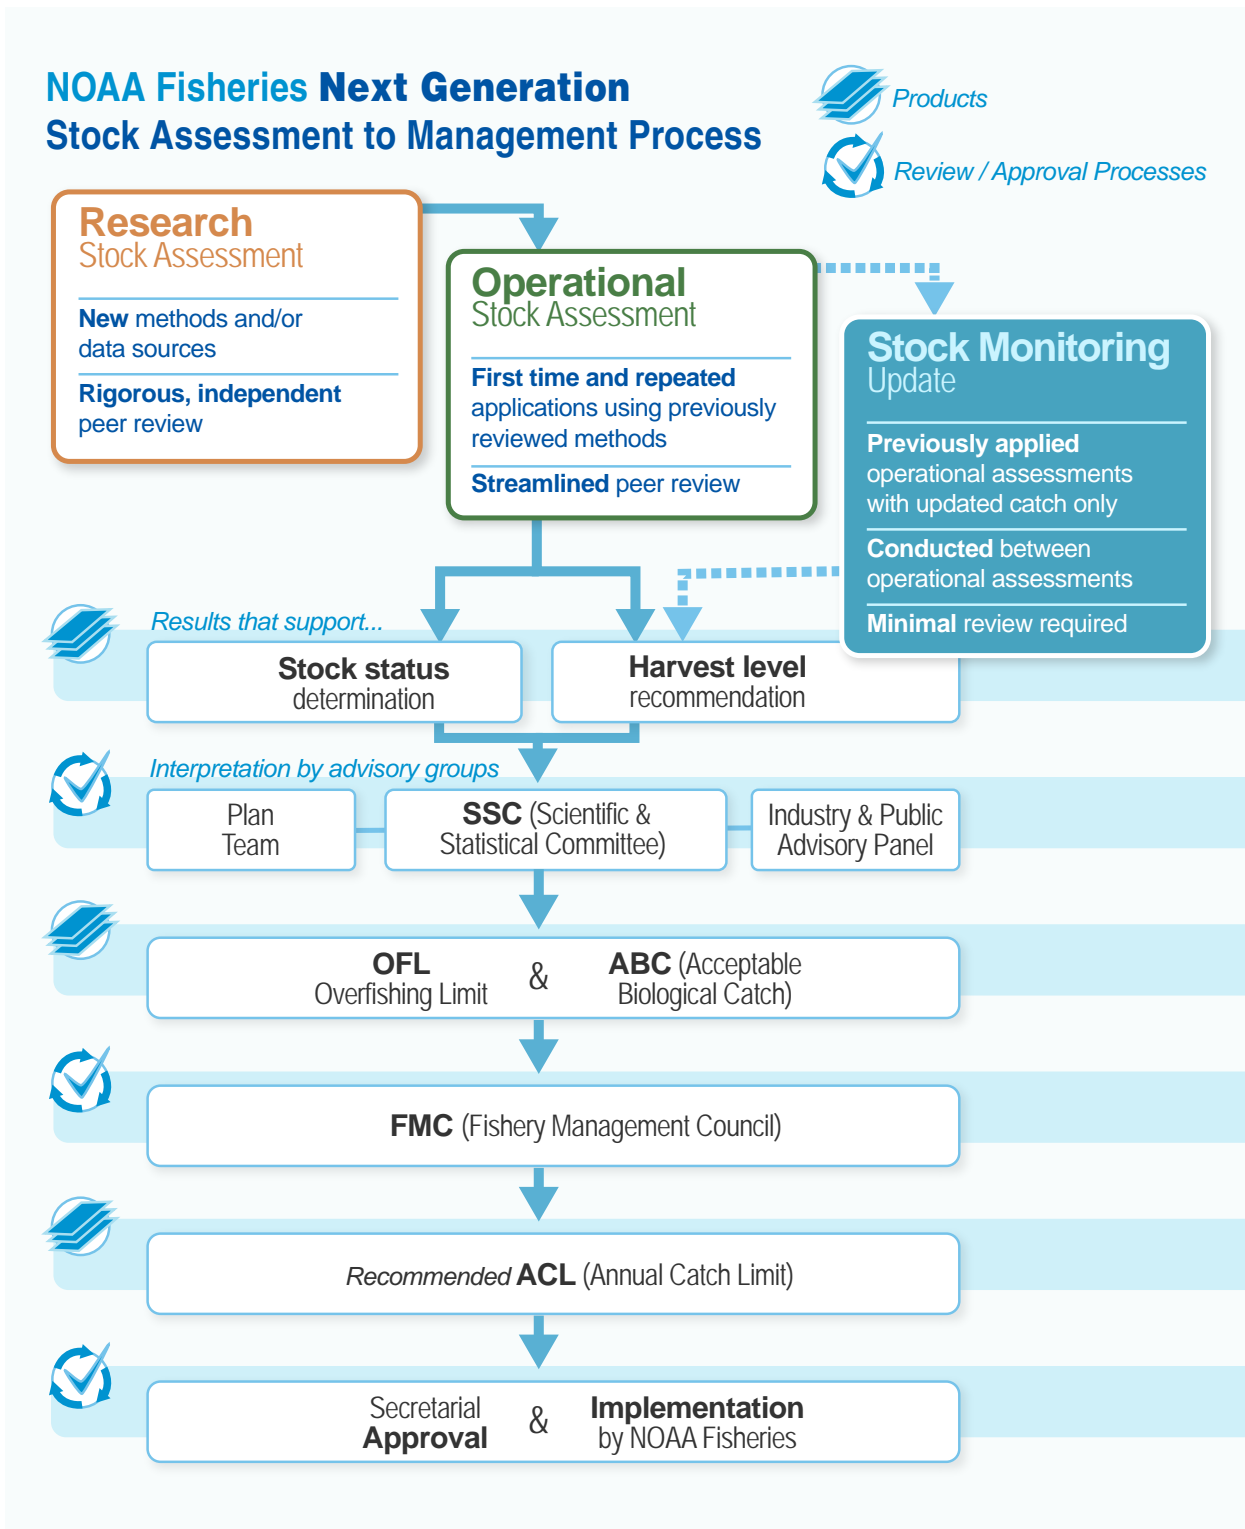 NOAA Fisheries Next Generation
Stock Assessment to Management Process
Products
Review / Approval Processes
Research
Stock Assessment
New methods and/or
data sources
Rigorous, independent
peer review
Operational
Stock Assessment
First time and repeated
applications using previously
reviewed methods
Streamlined peer review
Stock Monitoring
Update
Previously applied
operational assessments
with updated catch only
Conducted between
operational assessments
Minimal review required
Results that support...
Stock status
determination
Harvest level
recommendation
Interpretation by advisory groups
Plan
Team
SSC (Scientific &
Statistical Committee)
Industry & Public
Advisory Panel
OFL
Overfishing Limit
&
ABC (Acceptable
Biological Catch)
FMC (Fishery Management Council)
Recommended ACL (Annual Catch Limit)
Secretarial
Approval
&
Implementation
by NOAA Fisheries